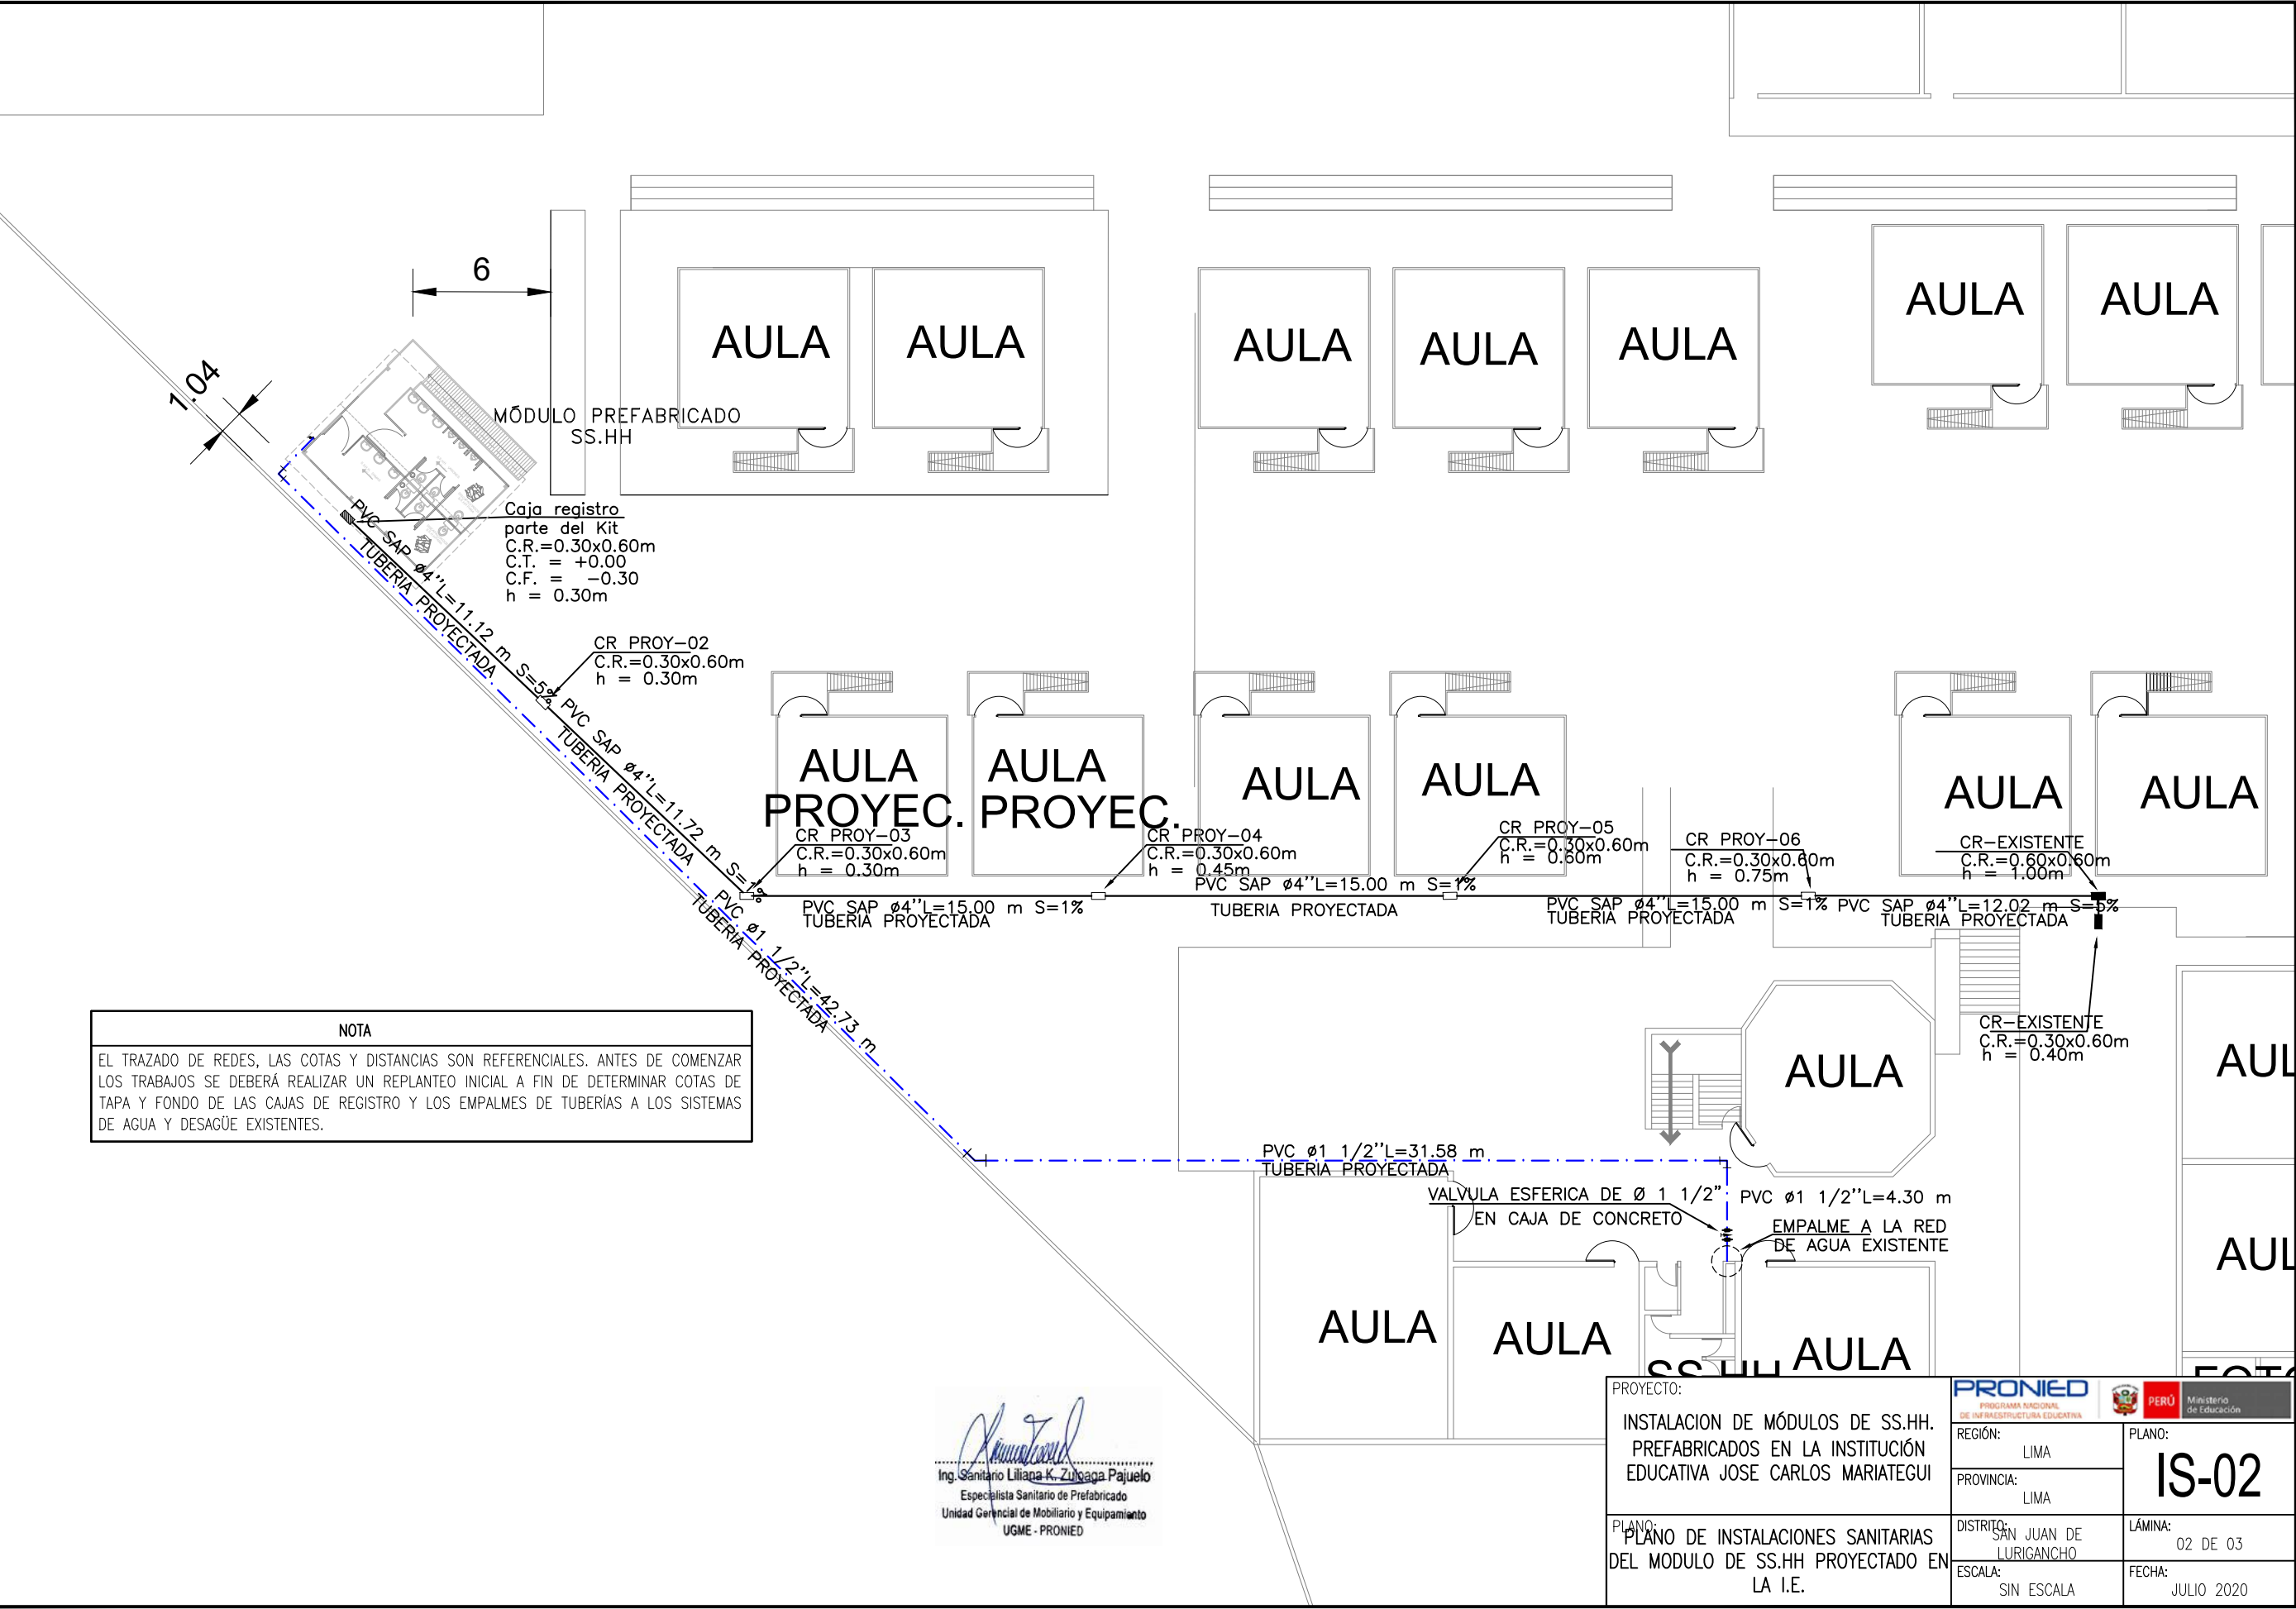 6
1.04
MÓDULO PREFABRICADO
SS.HH
AULA
AULA
AULA
AULA
AULA
AULA
AULA
Caja registro
parte del Kit
C.R.=0.30x0.60m
C.T. = +0.00
C.F. = -0.30
h = 0.30m
PVC SAP ø4''L=11.12 m S=5%
TUBERIA PROYECTADA
CR PROY-02
C.R.=0.30x0.60m
h = 0.30m
PVC SAP ø4''L=11.72 m S=1%
TUBERIA PROYECTADA
AULA
PROYEC.
AULA
PROYEC.
AULA
AULA
AULA
AULA
CR PROY-03
C.R.=0.30x0.60m
h = 0.30m
CR PROY-04
C.R.=0.30x0.60m
h = 0.45m
CR PROY-05
C.R.=0.30x0.60m
h = 0.60m
CR PROY-06
C.R.=0.30x0.60m
h = 0.75m
CR-EXISTENTE
C.R.=0.60x0.60m
h = 1.00m
PVC SAP ø4''L=15.00 m S=1%
TUBERIA PROYECTADA
PVC SAP ø4''L=15.00 m S=1%
TUBERIA PROYECTADA
PVC SAP ø4''L=15.00 m S=1%
TUBERIA PROYECTADA
PVC SAP ø4''L=12.02 m S=5%
TUBERIA PROYECTADA
PVC ø1 1/2''L=42.73 m
TUBERIA PROYECTADA
CR-EXISTENTE
C.R.=0.30x0.60m
h = 0.40m
NOTA
EL TRAZADO DE REDES, LAS COTAS Y DISTANCIAS SON REFERENCIALES. ANTES DE COMENZAR
LOS TRABAJOS SE DEBERÁ REALIZAR UN REPLANTEO INICIAL A FIN DE DETERMINAR COTAS DE
TAPA Y FONDO DE LAS CAJAS DE REGISTRO Y LOS EMPALMES DE TUBERÍAS A LOS SISTEMAS
DE AGUA Y DESAGÜE EXISTENTES.
AULA
AUL
PVC ø1 1/2''L=31.58 m
TUBERIA PROYECTADA
VALVULA ESFERICA DE Ø 1 1/2"
EN CAJA DE CONCRETO
PVC ø1 1/2''L=4.30 m
EMPALME A LA RED
DE AGUA EXISTENTE
AUL
AULA
AULA
AULA
SS.HH
Ing. Sanitario Liliana K. Zuloaga Pajuelo
Especialista Sanitario de Prefabricado
Unidad Gerencial de Mobiliario y Equipamiento
UGME - PRONIED
PROYECTO:
INSTALACION DE MÓDULOS DE SS.HH.
PREFABRICADOS EN LA INSTITUCIÓN
EDUCATIVA JOSE CARLOS MARIATEGUI
PLANO:
PLANO DE INSTALACIONES SANITARIAS
DEL MODULO DE SS.HH PROYECTADO EN
LA I.E.
PRONIED
PROGRAMA NACIONAL
DE INFRAESTRUCTURA EDUCATIVA
PERÚ
Ministerio
de Educación
REGIÓN:
LIMA
PROVINCIA:
LIMA
DISTRITO:
SAN JUAN DE
LURIGANCHO
ESCALA:
SIN ESCALA
PLANO:
IS-02
LÁMINA:
02 DE 03
FECHA:
JULIO 2020